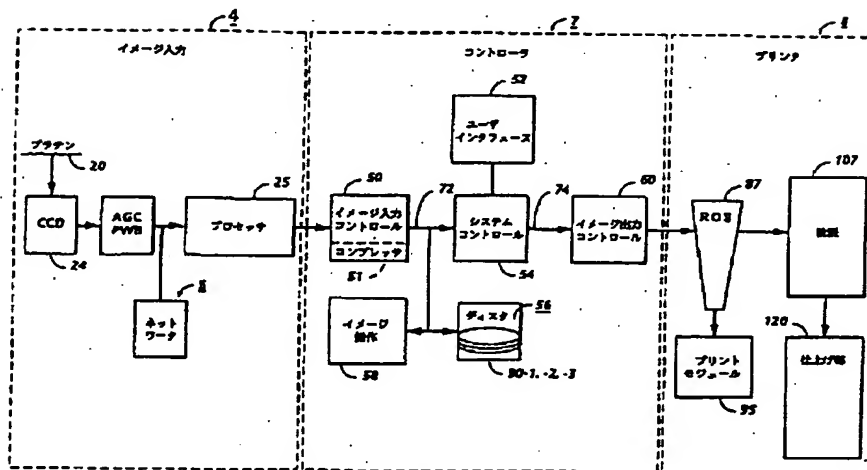 4
イメージ入力
プラテン
20
CCD
24
AGC
PWB
25
プロセッサ
ネット
ワーク
7
コントローラ
52
ユーザ
インタフェース
50
イメージ入力
コントロール
コンプレッサ
51
72
システム
コントロール
54
74
60
イメージ出力
コントロール
イメージ
操作
58
ディスク
56
90-1, -2, -3
プリンタ
87
ROS
107
プリント
モジュール
95
120
仕上げ部